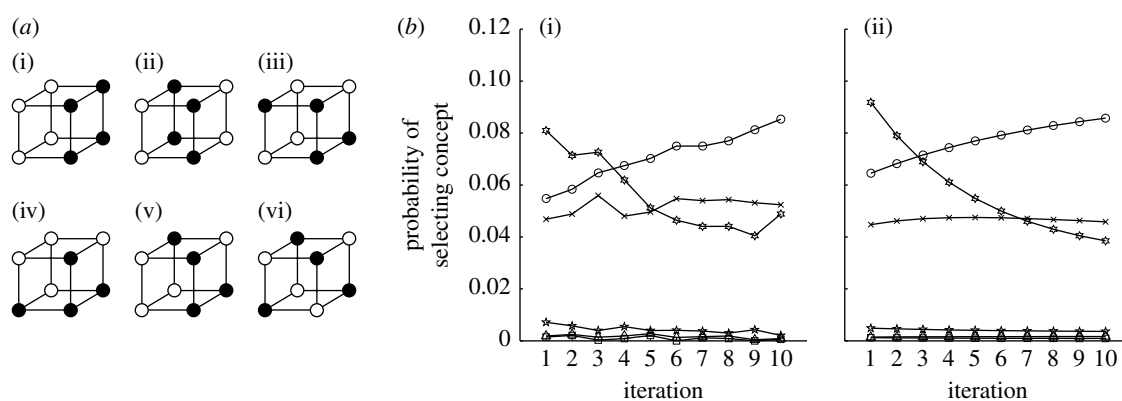 (a)
(i) (ii) (iii)
(iv) (v) (vi)
(b)
(i) (ii)
probability of
selecting concept
0.12
0.10
0.08
0.06
0.04
0.02
0
1 2 3 4 5 6 7 8 9 10
iteration
1 2 3 4 5 6 7 8 9 10
iteration